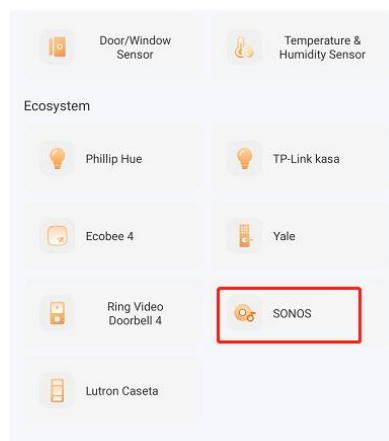 Door/Window
Sensor
Temperature &
Humidity Sensor
Ecosystem
Phillip Hue
TP-Link kasa
Ecobee 4
Yale
Ring Video
Doorbell 4
SONOS
Lutron Caseta